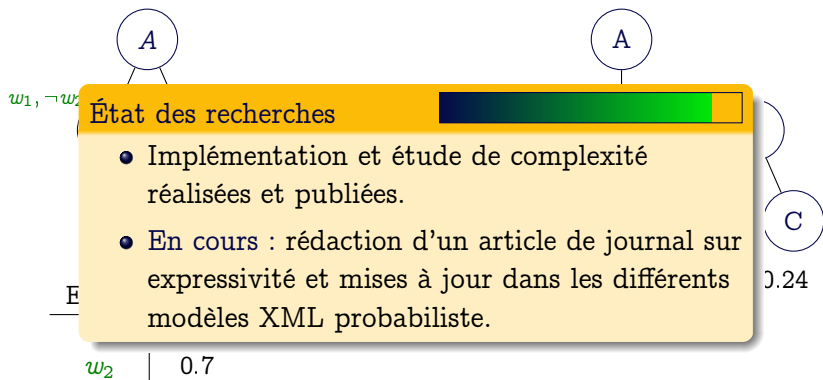 A
A
w₁, ¬w₂
État des recherches
Implémentation et étude de complexité
réalisées et publiées.
En cours : rédaction d'un article de journal sur
expressivité et mises à jour dans les différents
modèles XML probabiliste.
C
0.24
w₂ 0.7